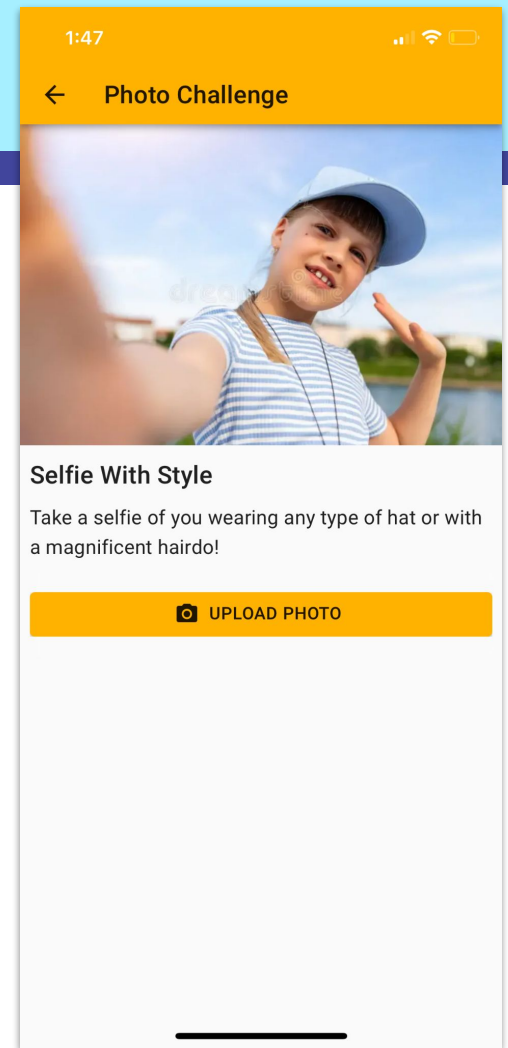 1:47
Photo Challenge
Selfie With Style
Take a selfie of you wearing any type of hat or with
a magnificent hairdo!
UPLOAD PHOTO